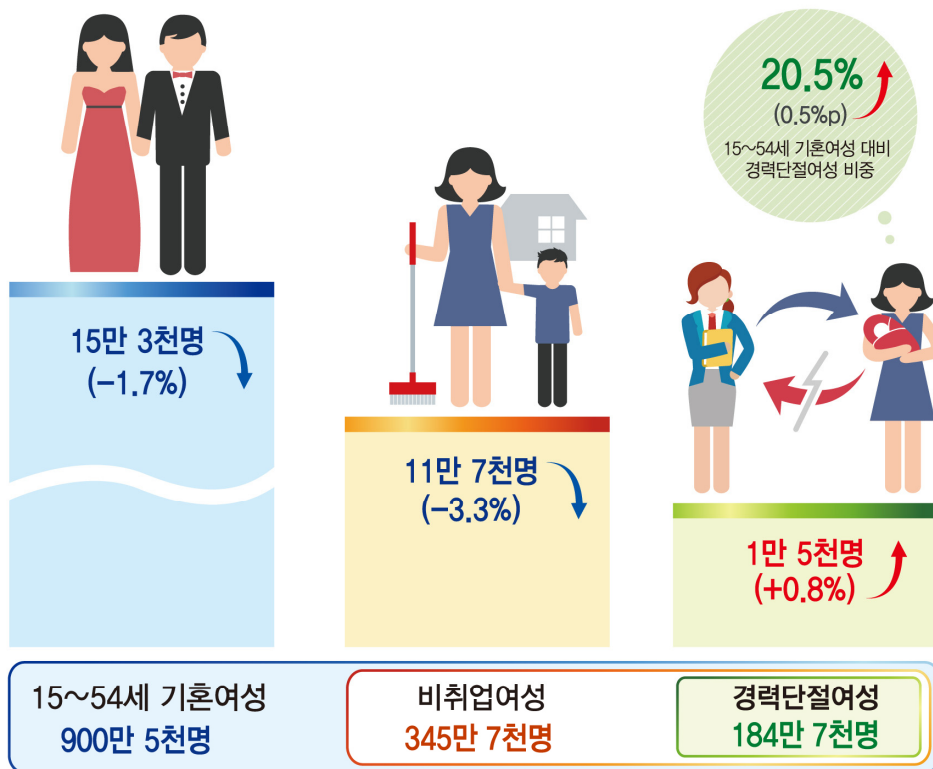 20.5%
(0.5%p)
15~54세 기혼여성 대비
경력단절여성 비중
15만 3천명
(-1.7%)
11만 7천명
(-3.3%)
1만 5천명
(+0.8%)
15~54세 기혼여성
900만 5천명
비취업여성
345만 7천명
경력단절여성
184만 7천명